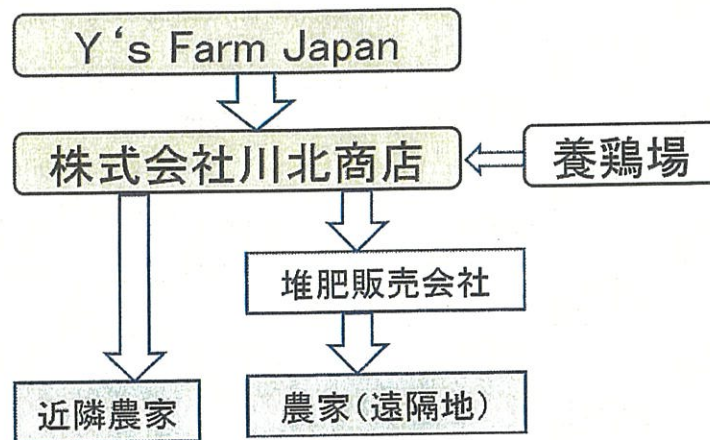 Y‘s Farm Japan
株式会社川北商店
養鶏場
堆肥販売会社
近隣農家
農家(遠隔地)